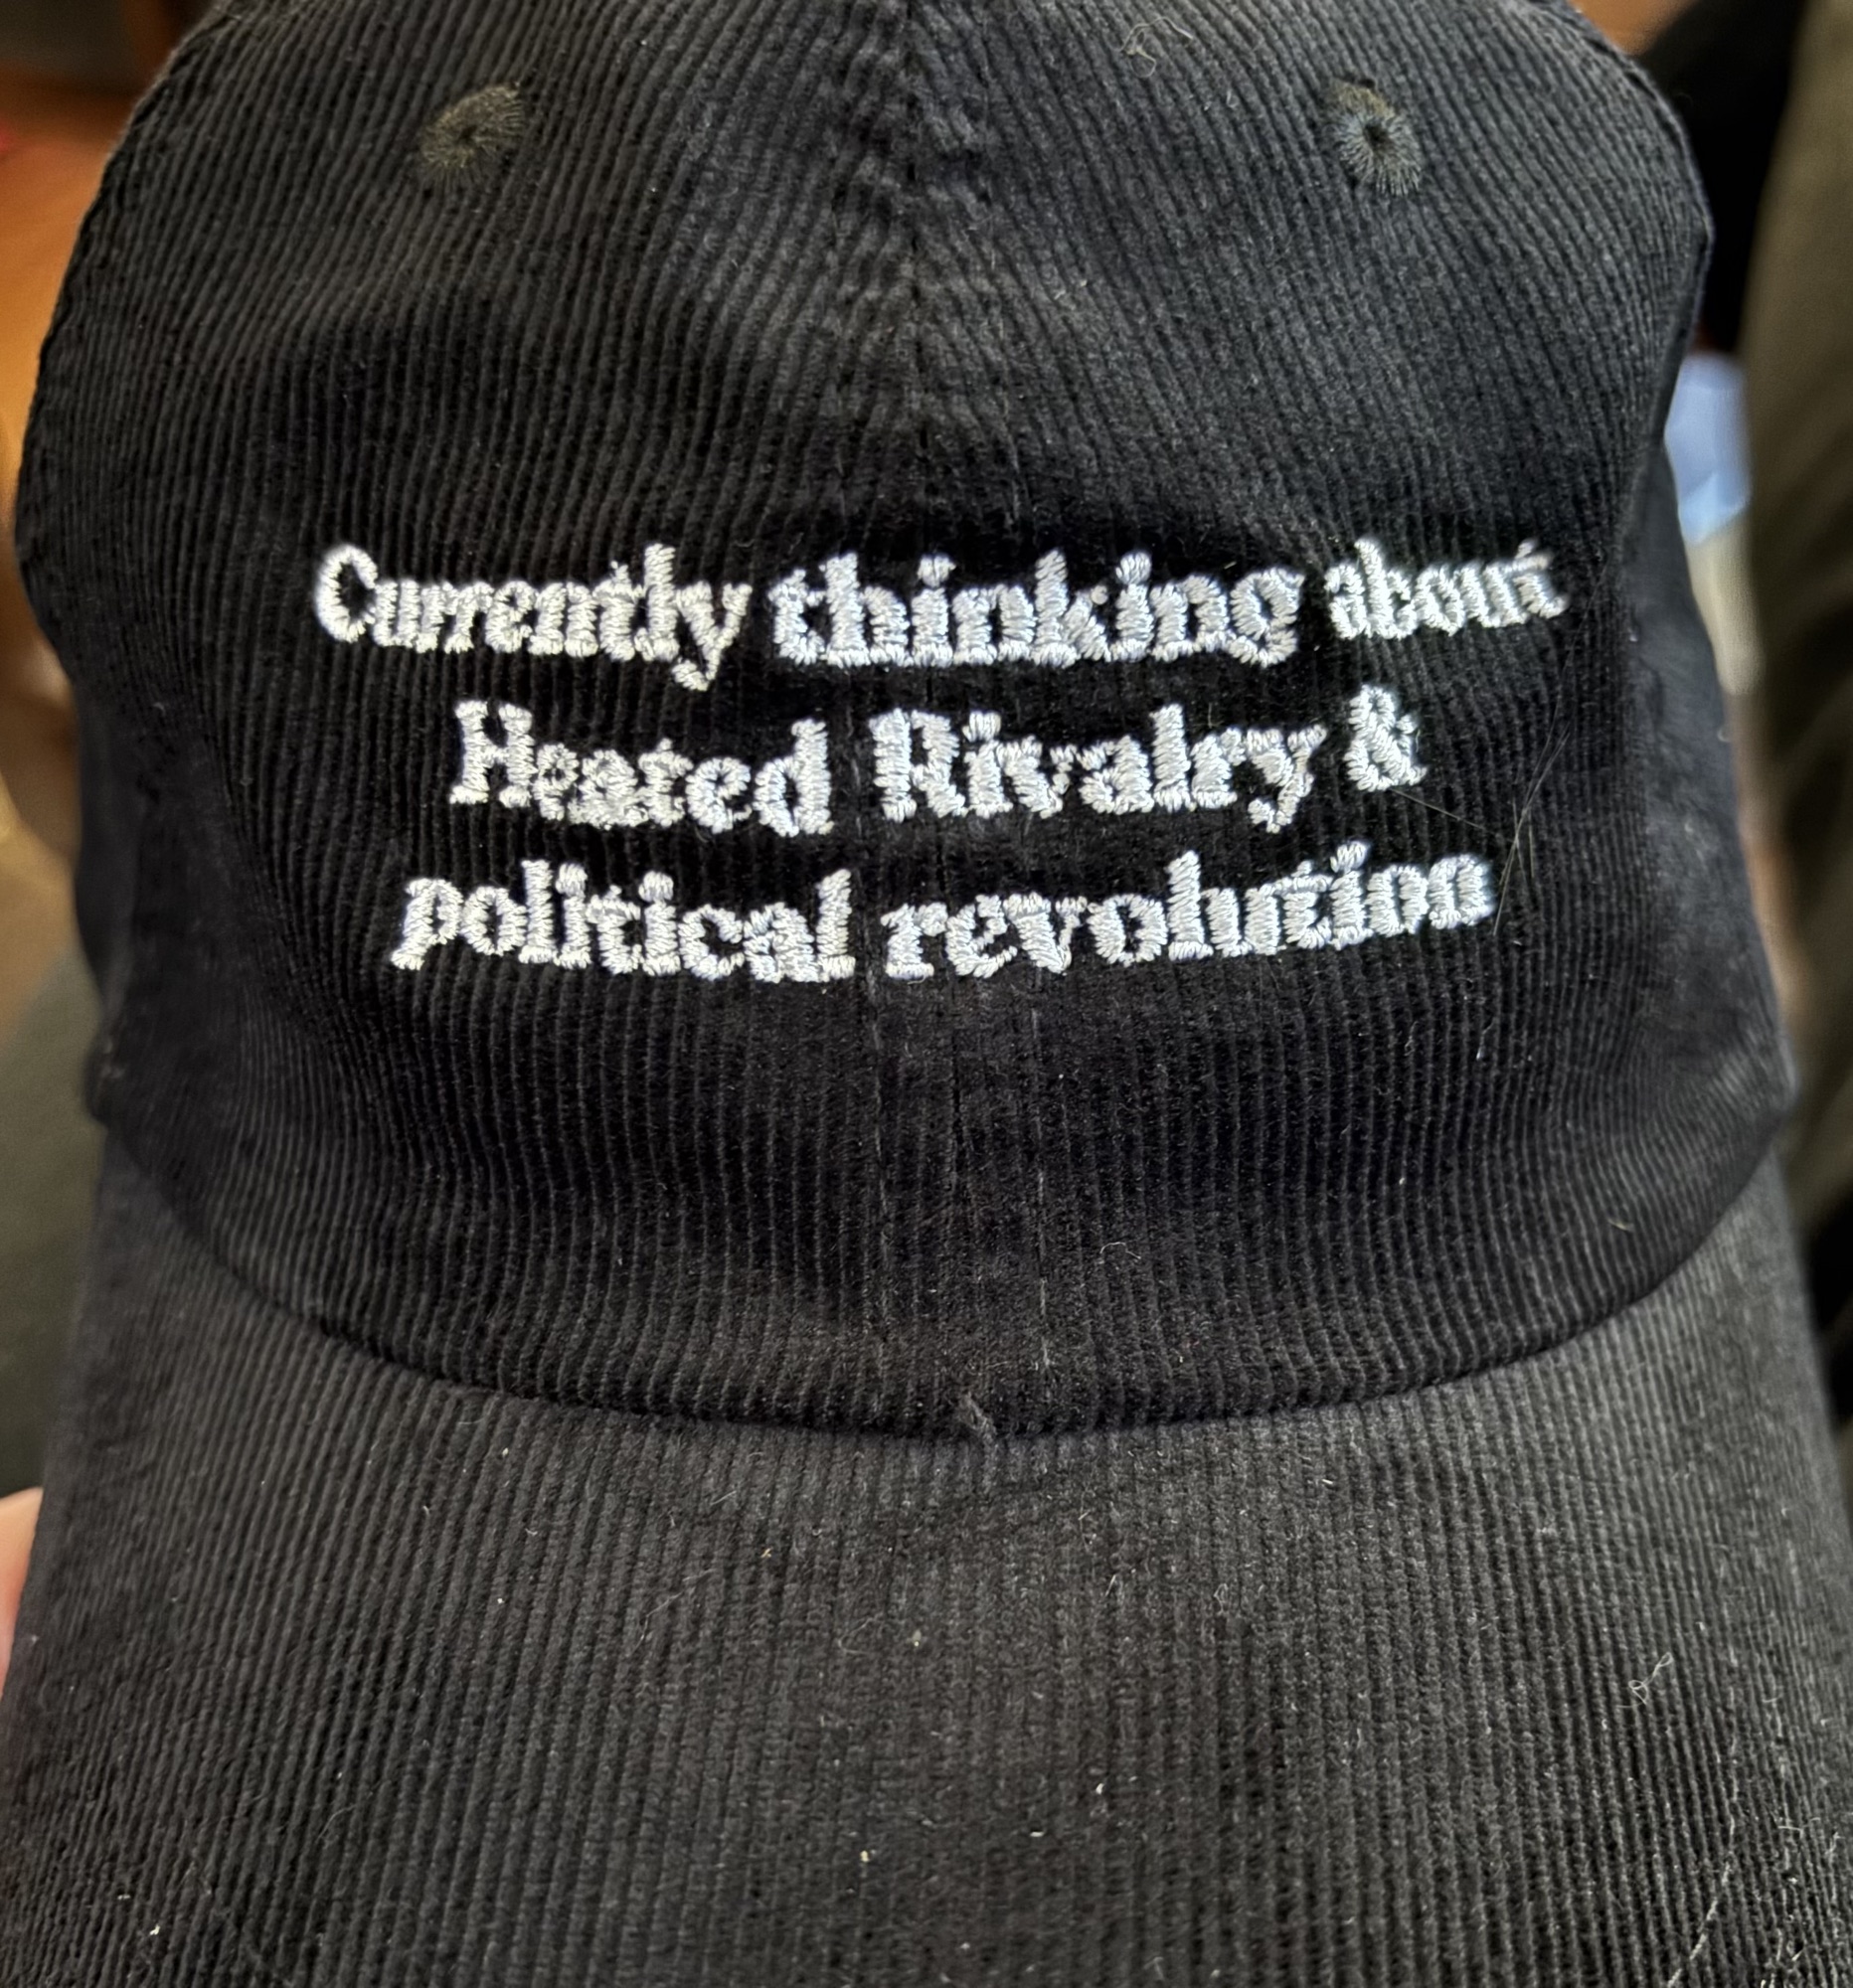 Currently thinking about
Heated Rivalry &
political revolution